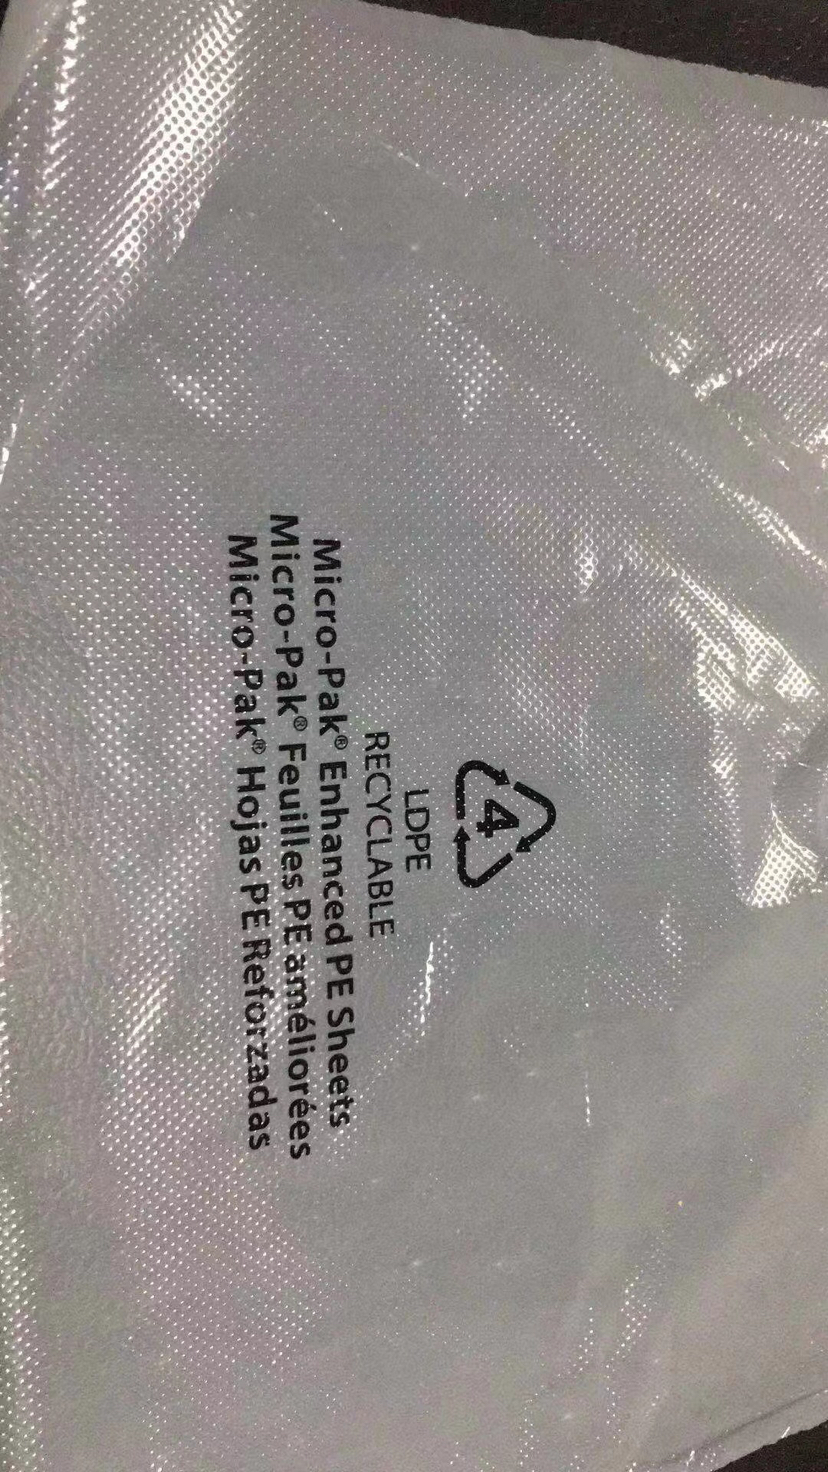 4
LDPE
RECYCLABLE
Micro-Pak® Enhanced PE Sheets
Micro-Pak® Feuilles PE améliorées
Micro-Pak® Hojas PE Reforzadas